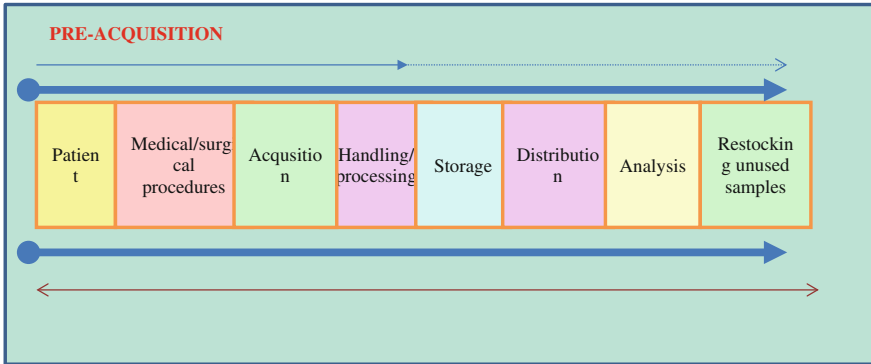 PRE-ACQUISITION
Patien
t
Medical/surg
cal
procedures
Acqusitio
n
Handling/
processing
Storage
Distributio
n
Analysis
Restockin
g unused
samples